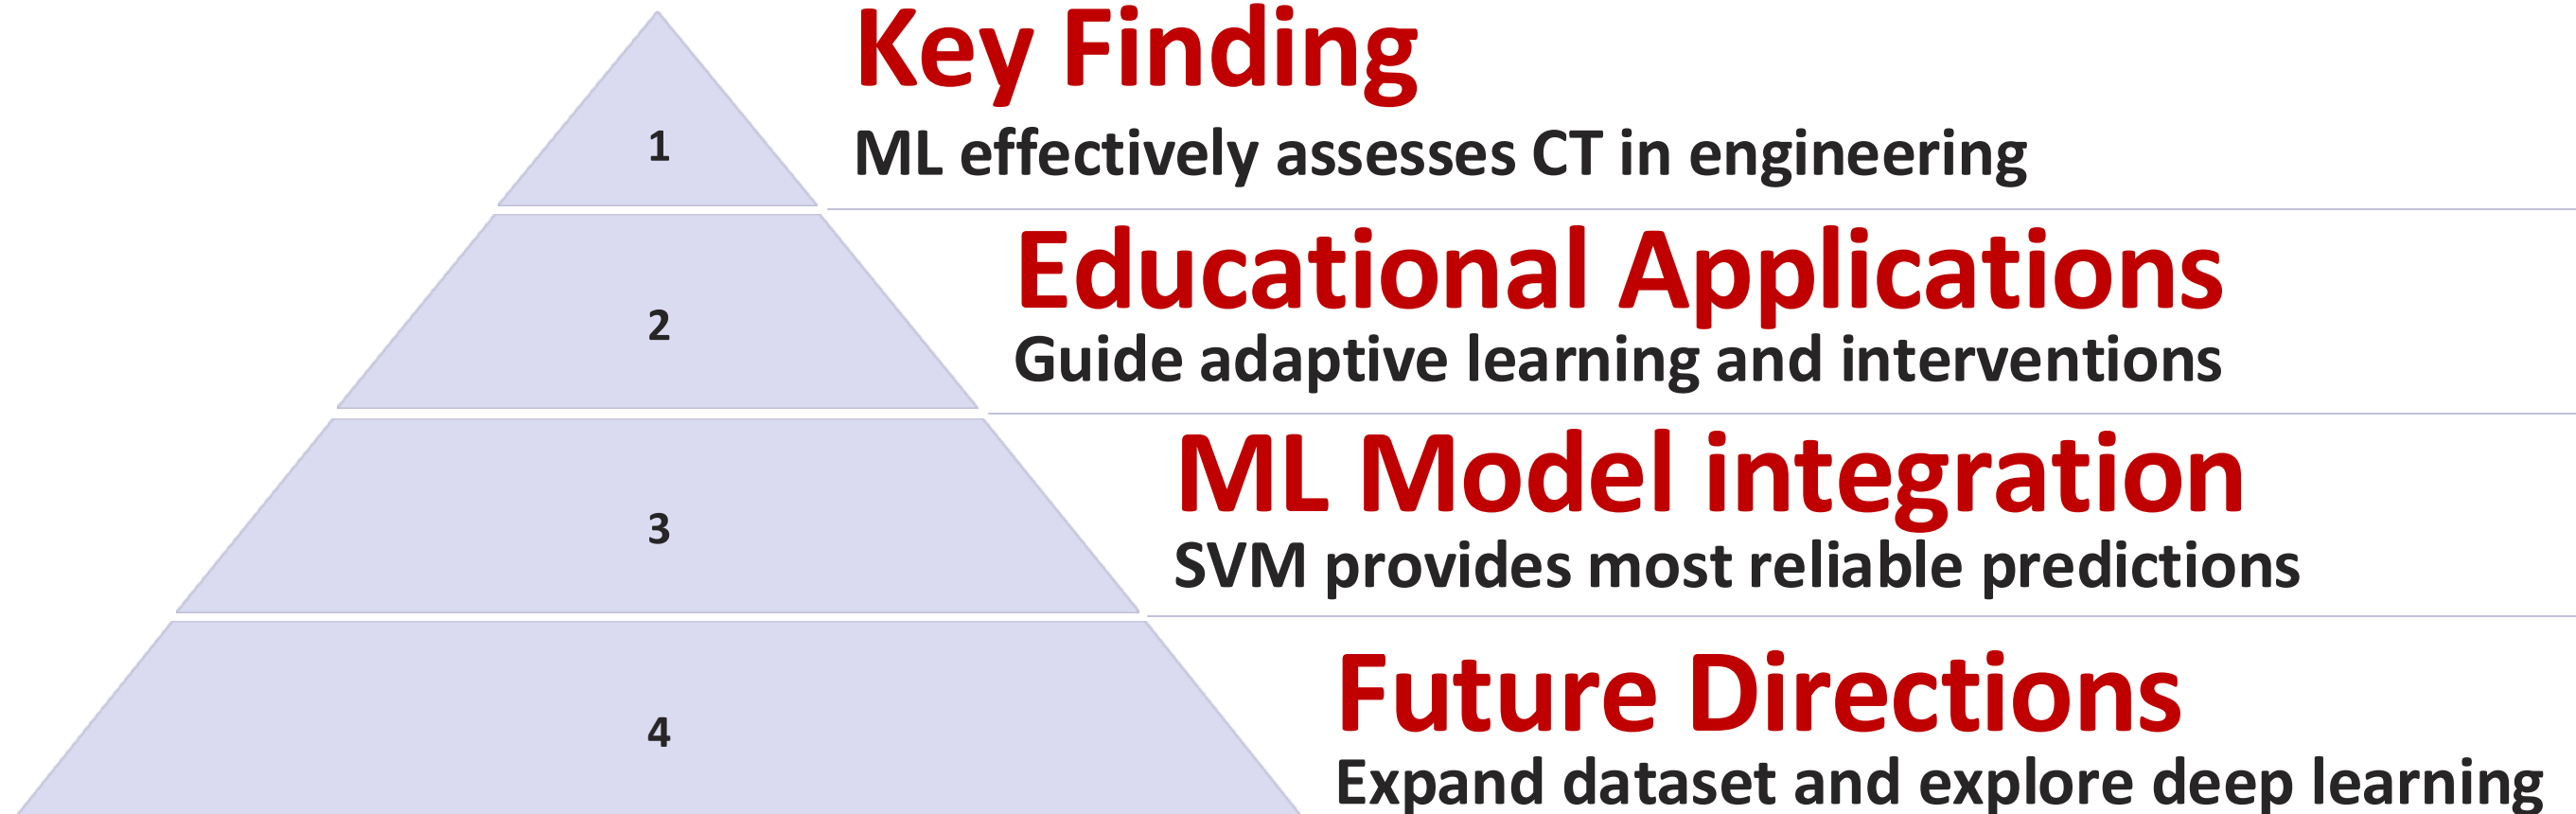 1
Key Finding
ML effectively assesses CT in engineering
2
Educational Applications
Guide adaptive learning and interventions
3
ML Model integration
SVM provides most reliable predictions
4
Future Directions
Expand dataset and explore deep learning